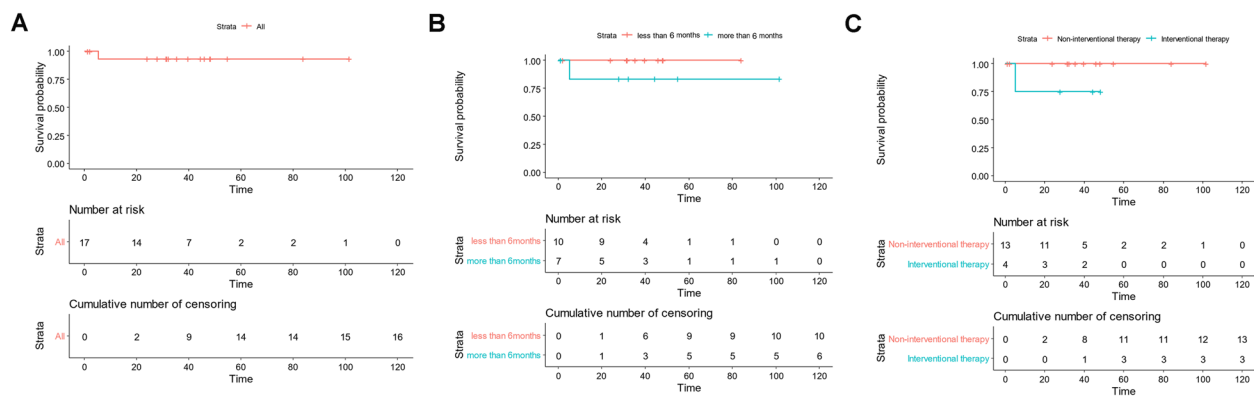 A
Strata All
Survival probability
1.00
0.75
0.50
0.25
0.00
0 20 40 60 80 100 120
Time
Number at risk
Strata
All 17 14 7 2 2 1 0
0 20 40 60 80 100 120
Time
Cumulative number of censoring
Strata
All 0 2 9 14 14 15 16
0 20 40 60 80 100 120
Time
B
Strata less than 6 months more than 6 months
Survival probability
1.00
0.75
0.50
0.25
0.00
0 20 40 60 80 100 120
Time
Number at risk
Strata
less than 6months 10 9 4 1 1 0 0
more than 6months 7 5 3 1 1 1 0
0 20 40 60 80 100 120
Time
Cumulative number of censoring
Strata
less than 6months 0 1 6 9 9 10 10
more than 6months 0 1 3 5 5 5 6
0 20 40 60 80 100 120
Time
C
Strata Non-interventional therapy Interventional therapy
Survival probability
1.00
0.75
0.50
0.25
0.00
0 20 40 60 80 100 120
Time
Number at risk
Strata
Non-interventional therapy 13 11 5 2 2 1 0
Interventional therapy 4 3 2 0 0 0 0
0 20 40 60 80 100 120
Time
Cumulative number of censoring
Strata
Non-interventional therapy 0 2 8 11 11 12 13
Interventional therapy 0 0 1 3 3 3 3
0 20 40 60 80 100 120
Time